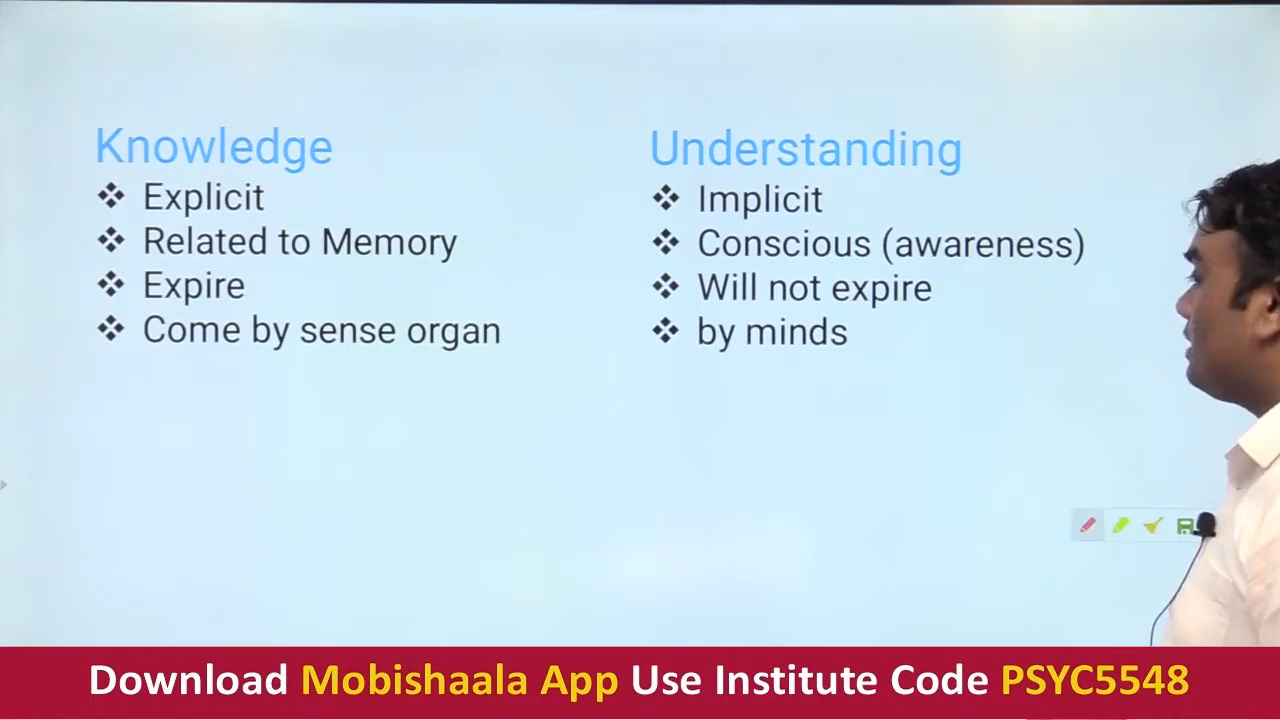 Knowledge
❖ Explicit
❖ Related to Memory
❖ Expire
❖ Come by sense organ
Understanding
❖ Implicit
❖ Conscious (awareness)
❖ Will not expire
❖ by minds
Download Mobishaala App Use Institute Code PSYC5548